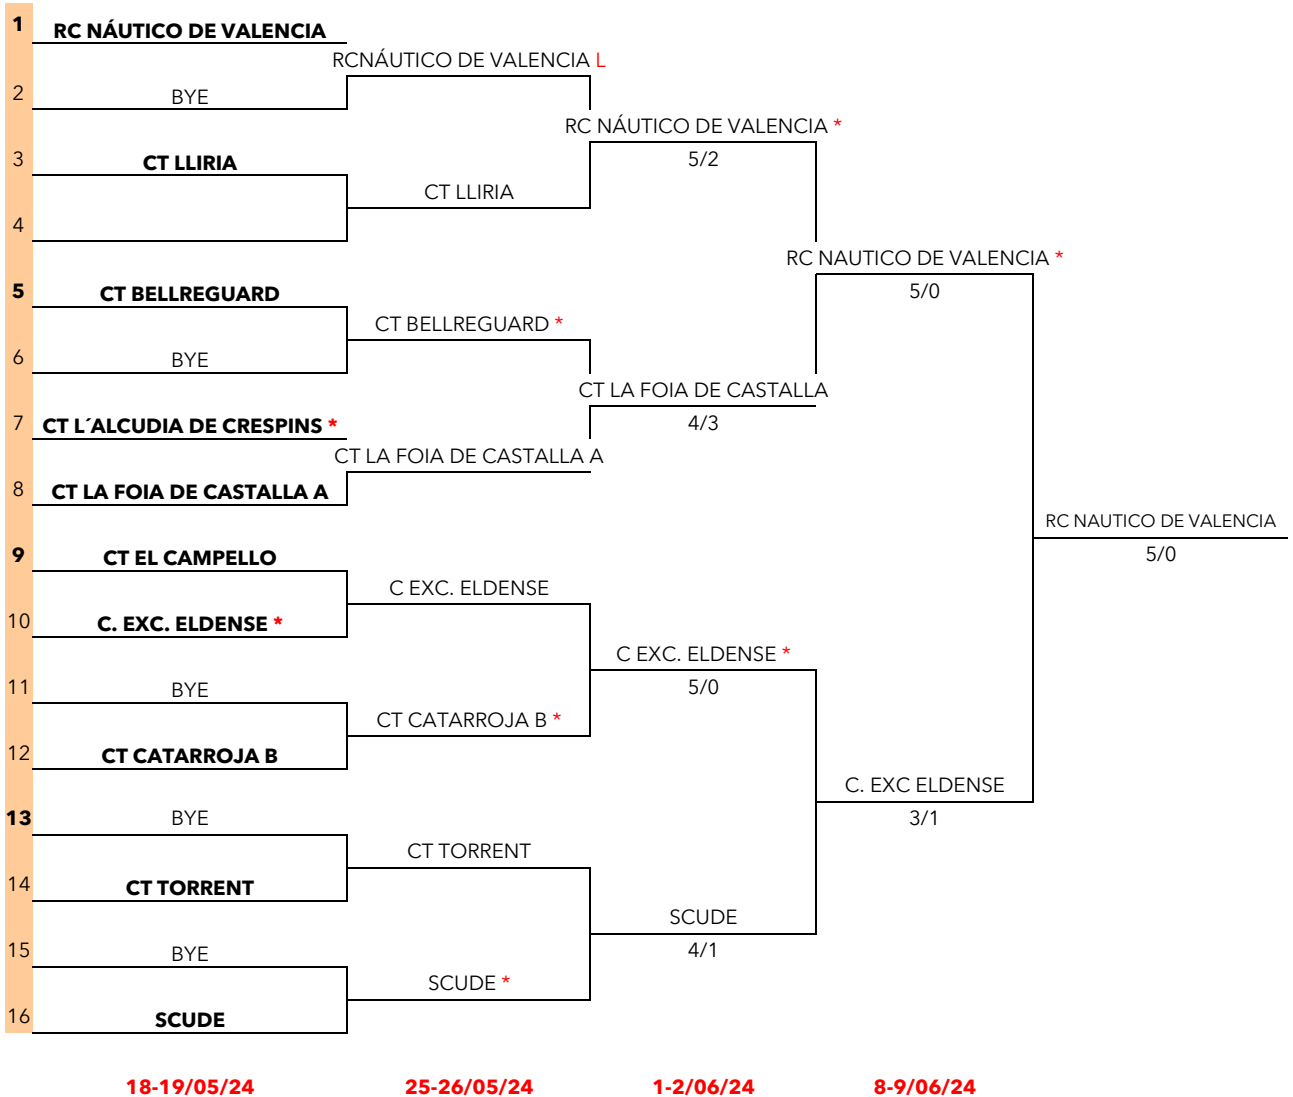 1 RC NÁUTICO DE VALENCIA
RCNÁUTICO DE VALENCIA L
2 BYE
RC NÁUTICO DE VALENCIA *
3 CT LLIRIA
5/2
CT LLIRIA
4
RC NAUTICO DE VALENCIA *
5 CT BELLREGUARD
5/0
CT BELLREGUARD *
6 BYE
CT LA FOIA DE CASTALLA
7 CT L´ALCUDIA DE CRESPINS *
4/3
CT LA FOIA DE CASTALLA A
8 CT LA FOIA DE CASTALLA A
RC NAUTICO DE VALENCIA
9 CT EL CAMPELLO
5/0
C EXC. ELDENSE
10 C. EXC. ELDENSE *
C EXC. ELDENSE *
11 BYE
5/0
CT CATARROJA B *
12 CT CATARROJA B
C. EXC ELDENSE
13 BYE
3/1
CT TORRENT
14 CT TORRENT
SCUDE
15 BYE
4/1
SCUDE *
16 SCUDE
18-19/05/24 25-26/05/24 1-2/06/24 8-9/06/24